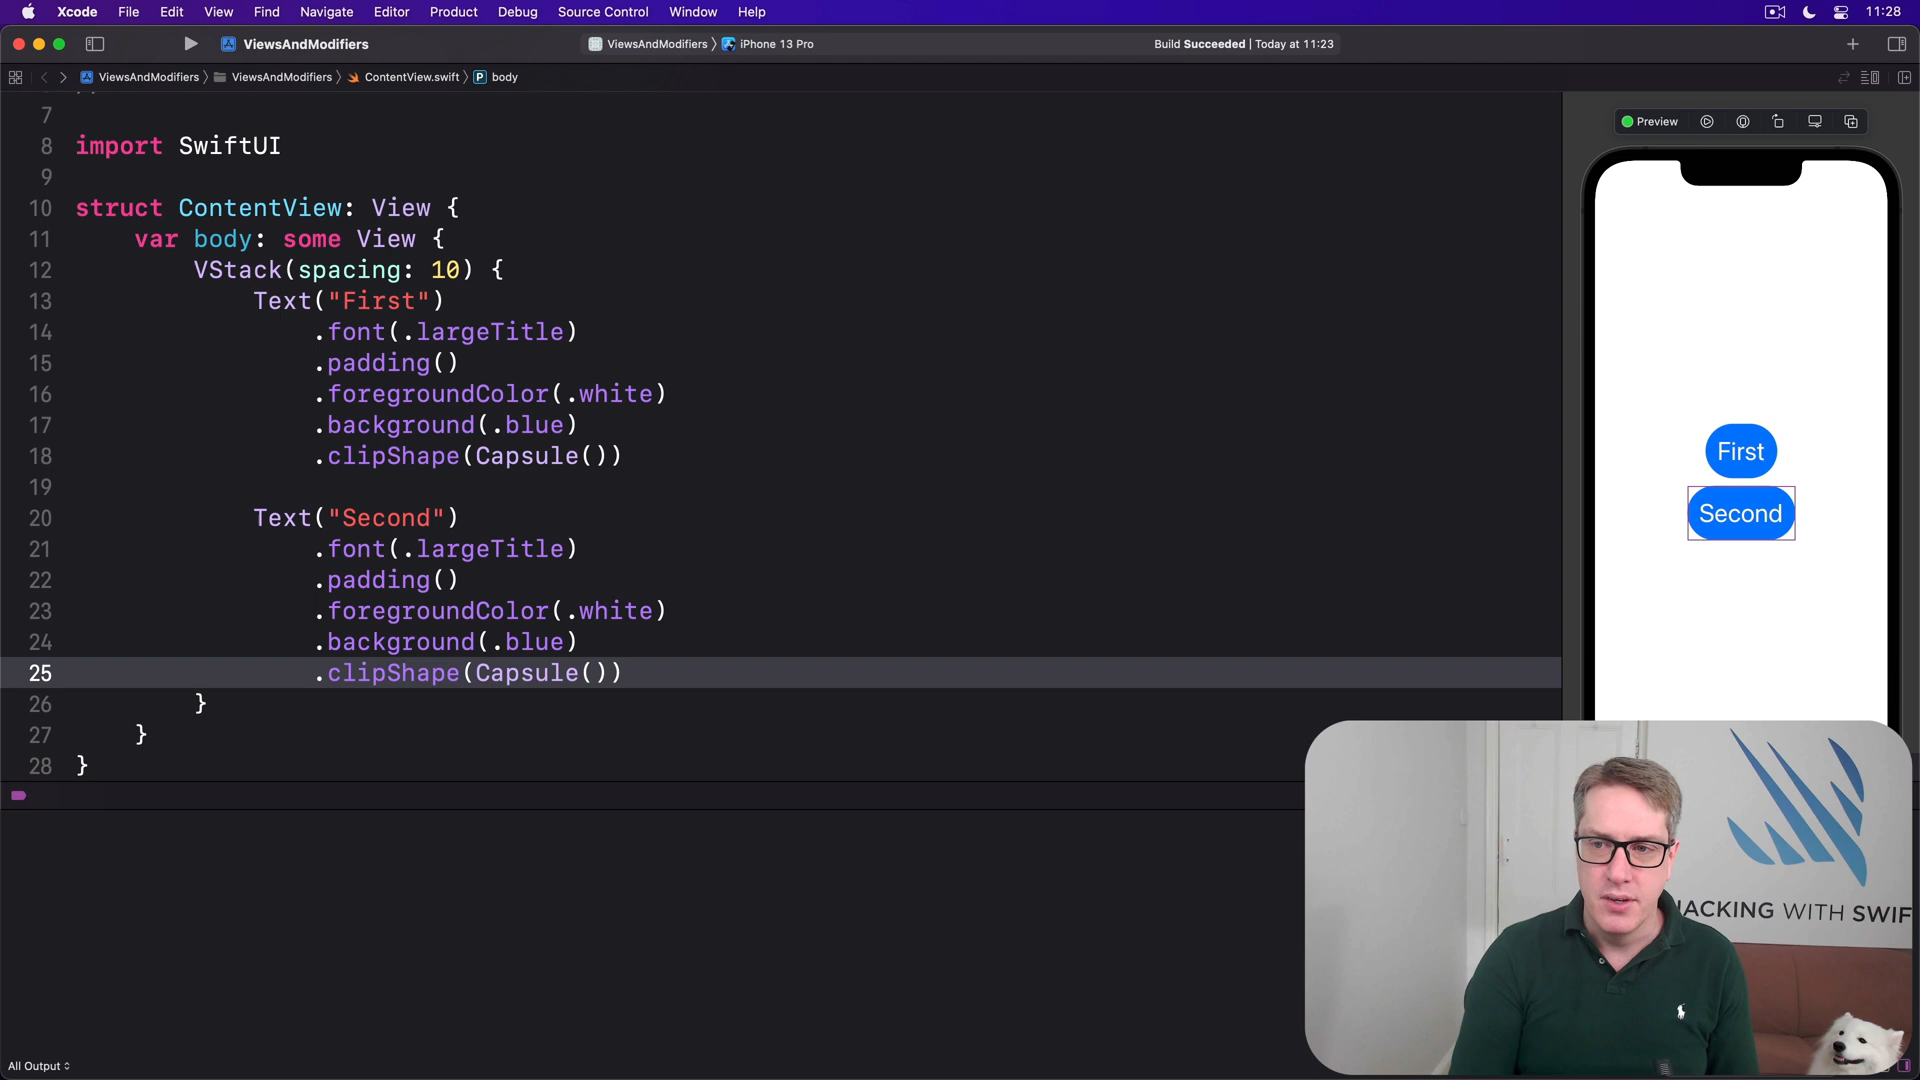 Xcode File Edit View Find Navigate Editor Product Debug Source Control Window Help 11:28
ViewsAndModifiers ViewsAndModifiers iPhone 13 Pro Build Succeeded | Today at 11:23
ViewsAndModifiers ViewsAndModifiers ContentView.swift P body
7
8 import SwiftUI
9
10 struct ContentView: View {
11 var body: some View {
12 VStack(spacing: 10) {
13 Text("First")
14 .font(.largeTitle)
15 .padding()
16 .foregroundColor(.white)
17 .background(.blue)
18 .clipShape(Capsule())
19
20 Text("Second")
21 .font(.largeTitle)
22 .padding()
23 .foregroundColor(.white)
24 .background(.blue)
25 .clipShape(Capsule())
26 }
27 }
28 }
Preview
First
Second
HACKING WITH SWIF
All Output